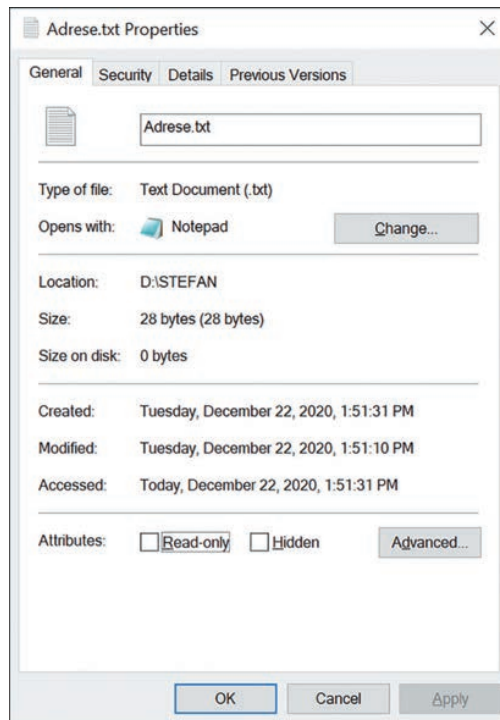 Adrese.txt Properties
General Security Details Previous Versions
Adrese.txt
Type of file: Text Document (.txt)
Opens with: Notepad Change...
Location: D:\STEFAN
Size: 28 bytes (28 bytes)
Size on disk: 0 bytes
Created: Tuesday, December 22, 2020, 1:51:31 PM
Modified: Tuesday, December 22, 2020, 1:51:10 PM
Accessed: Today, December 22, 2020, 1:51:31 PM
Attributes: Read-only Hidden Advanced...
OK Cancel Apply